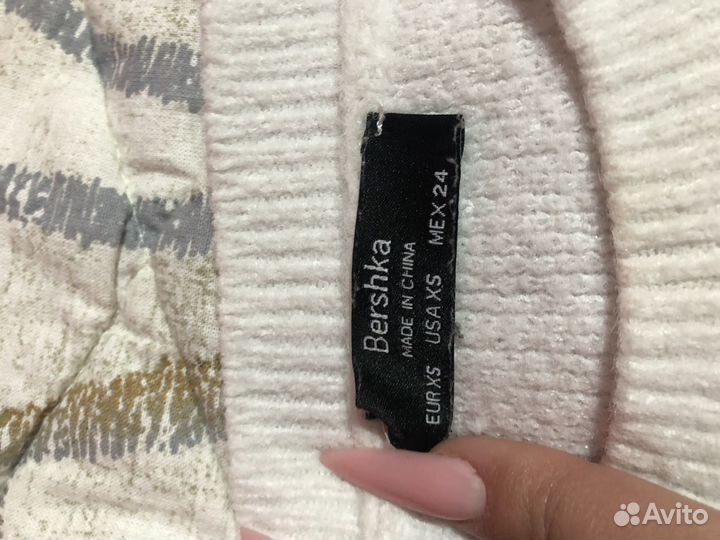 Bershka
MADE IN CHINA
EUR XS USA XS MEX 24
Avito